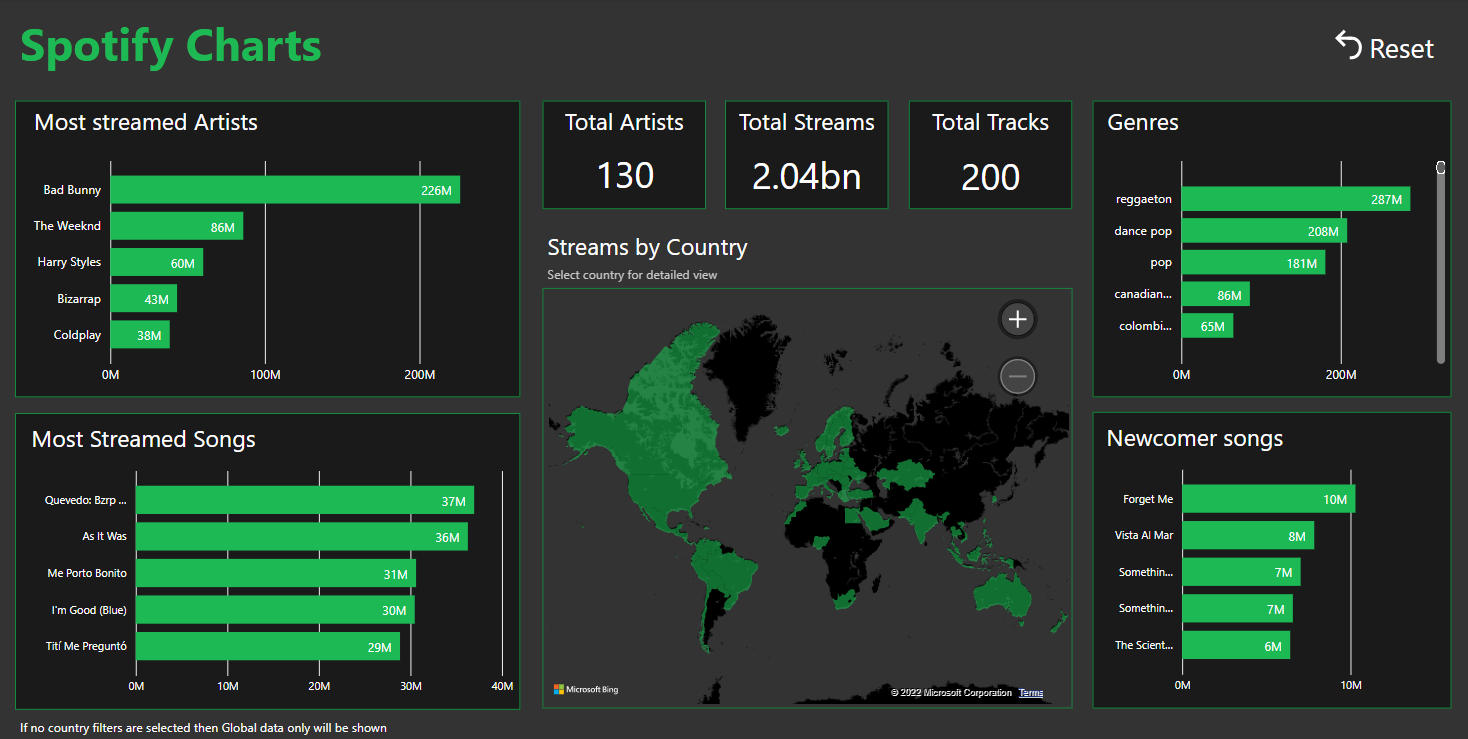 Spotify Charts
Reset
Most streamed Artists
Bad Bunny 226M
The Weeknd 86M
Harry Styles 60M
Bizarrap 43M
Coldplay 38M
0M 100M 200M
Total Artists
130
Total Streams
2.04bn
Total Tracks
200
Genres
reggaeton 287M
dance pop 208M
pop 181M
canadian... 86M
colombi... 65M
0M 200M
Streams by Country
Select country for detailed view
Microsoft Bing
© 2022 Microsoft Corporation Terms
Most Streamed Songs
Quevedo: Bzrp ... 37M
As It Was 36M
Me Porto Bonito 31M
I'm Good (Blue) 30M
Tití Me Preguntó 29M
0M 10M 20M 30M 40M
Newcomer songs
Forget Me 10M
Vista Al Mar 8M
Somethin... 7M
Somethin... 7M
The Scient... 6M
0M 10M
If no country filters are selected then Global data only will be shown